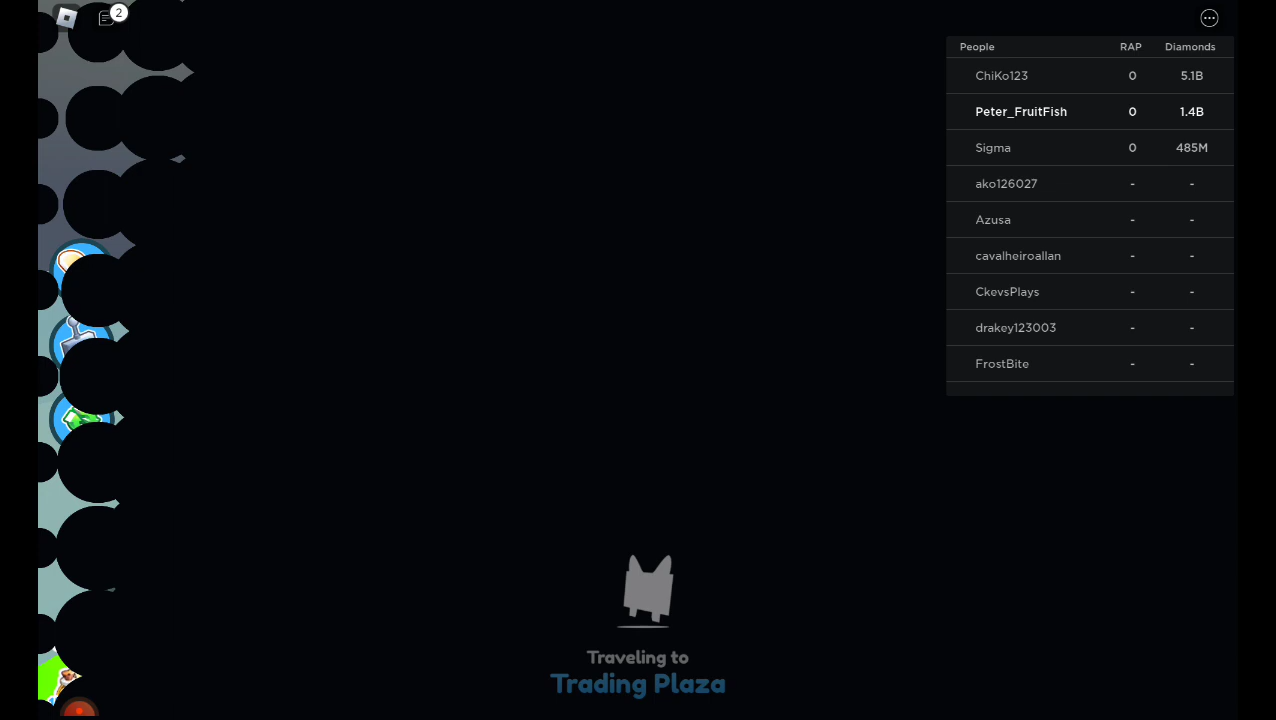 2
People RAP Diamonds
ChiKo123 0 5.1B
Peter_FruitFish 0 1.4B
Sigma 0 485M
ako126027 - -
Azusa - -
cavalheiroallan - -
CkevsPlays - -
drakey123003 - -
FrostBite - -
Traveling to
Trading Plaza